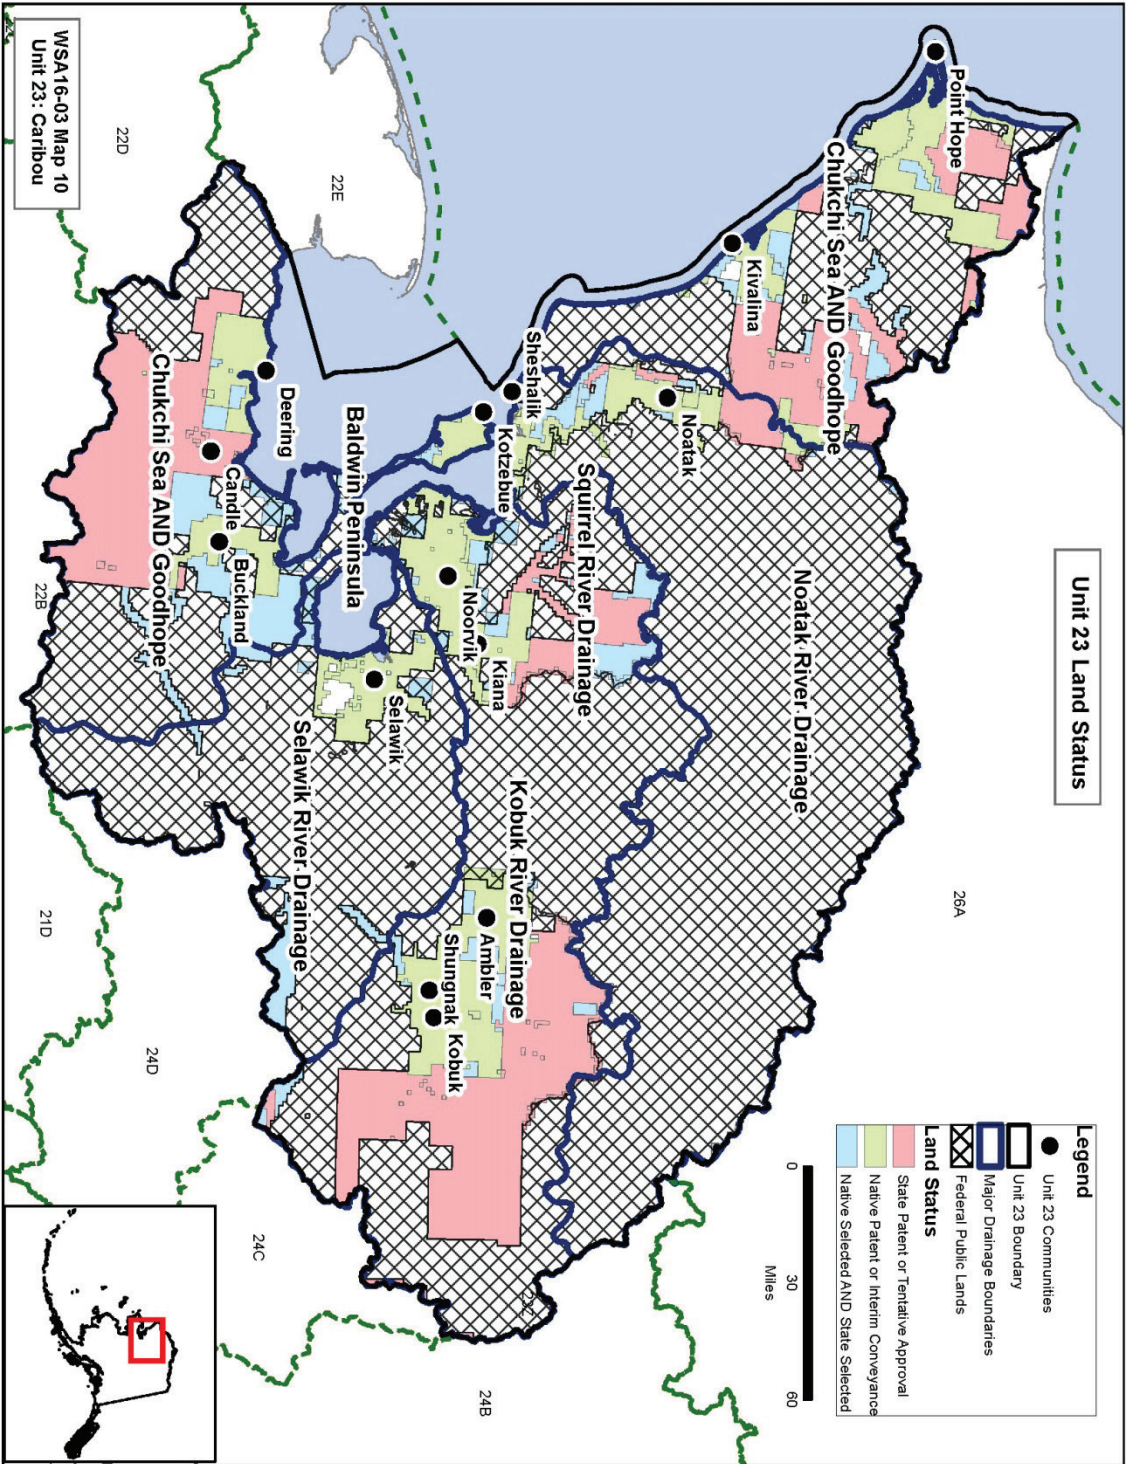 Unit 23 Land Status
26A
Legend
Unit 23 Communities
Unit 23 Boundary
Major Drainage Boundaries
Federal Public Lands
Land Status
State Patent or Tentative Approval
Native Patent or Interim Conveyance
Native Selected AND State Selected
0
30
60
Miles
Point Hope
Chukchi Sea AND Goodhope
Kivalina
Noatak
Noatak River Drainage
Sheshalik
Kotzebue
Squirrel River Drainage
Noorvik
Kiana
Kobuk River Drainage
Ambler
Shungnak
Kobuk
Baldwin Peninsula
Selawik
Selawik River Drainage
Deering
Candle
Buckland
Chukchi Sea AND Goodhope
22E
22D
22B
21D
24D
24C
24B
WSA16-03 Map 10
Unit 23: Caribou